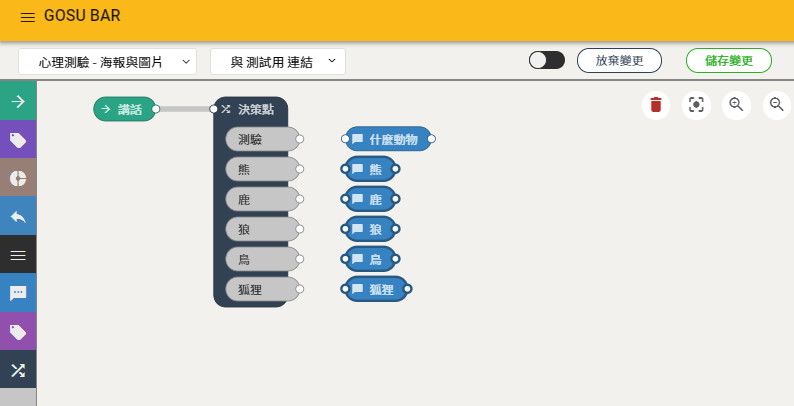 GOSU BAR
心理測驗 - 海報與圖片
與 測試用 連結
放棄變更
儲存變更
講話
決策點
測驗
什麼動物
熊
熊
鹿
鹿
狼
狼
鳥
鳥
狐狸
狐狸